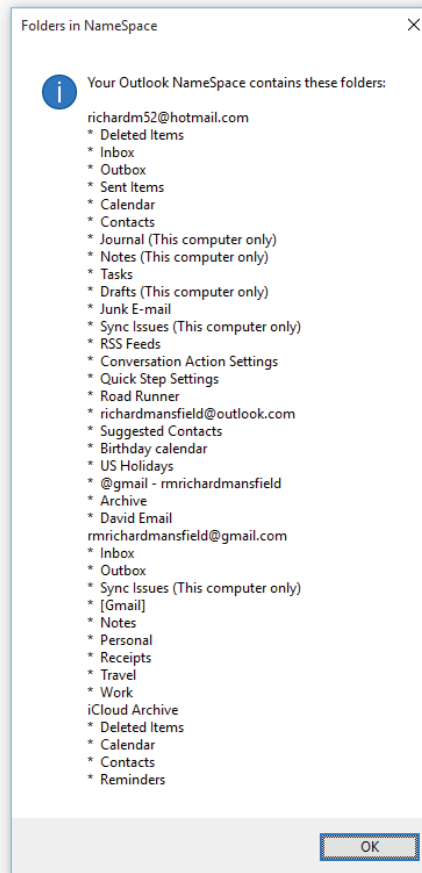 Folders in NameSpace
Your Outlook NameSpace contains these folders:
richardm52@hotmail.com
* Deleted Items
* Inbox
* Outbox
* Sent Items
* Calendar
* Contacts
* Journal (This computer only)
* Notes (This computer only)
* Tasks
* Drafts (This computer only)
* Junk E-mail
* Sync Issues (This computer only)
* RSS Feeds
* Conversation Action Settings
* Quick Step Settings
* Road Runner
* richardmansfield@outlook.com
* Suggested Contacts
* Birthday calendar
* US Holidays
* @gmail - rmrichardmansfield
* Archive
* David Email
rmrichardmansfield@gmail.com
* Inbox
* Outbox
* Sync Issues (This computer only)
* [Gmail]
* Notes
* Personal
* Receipts
* Travel
* Work
iCloud Archive
* Deleted Items
* Calendar
* Contacts
* Reminders
OK